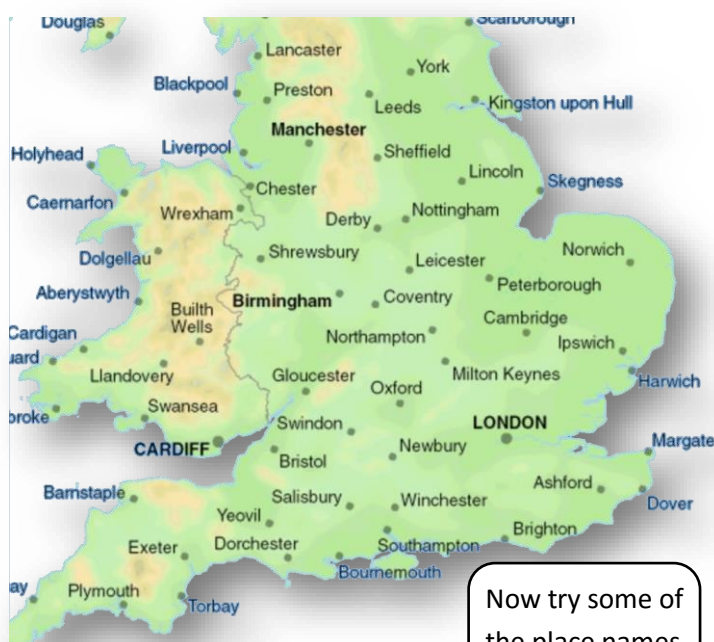 Douglas
Scarborough
Lancaster
York
Blackpool
Preston
Leeds
Kingston upon Hull
Manchester
Liverpool
Sheffield
Holyhead
Lincoln
Skegness
Chester
Caernarfon
Wrexham
Nottingham
Derby
Norwich
Shrewsbury
Dolgellau
Leicester
Peterborough
Aberystwyth
Birmingham
Coventry
Builth
Wells
Cambridge
Cardigan
Northampton
Ipswich
uard
Llandovery
Gloucester
Milton Keynes
Harwich
Oxford
broke
Swansea
Swindon
LONDON
CARDIFF
Newbury
Margate
Bristol
Ashford
Barnstaple
Salisbury
Winchester
Dover
Yeovil
Brighton
Exeter
Dorchester
Southampton
Bournemouth
ay
Plymouth
Torbay
Now try some of
the place names